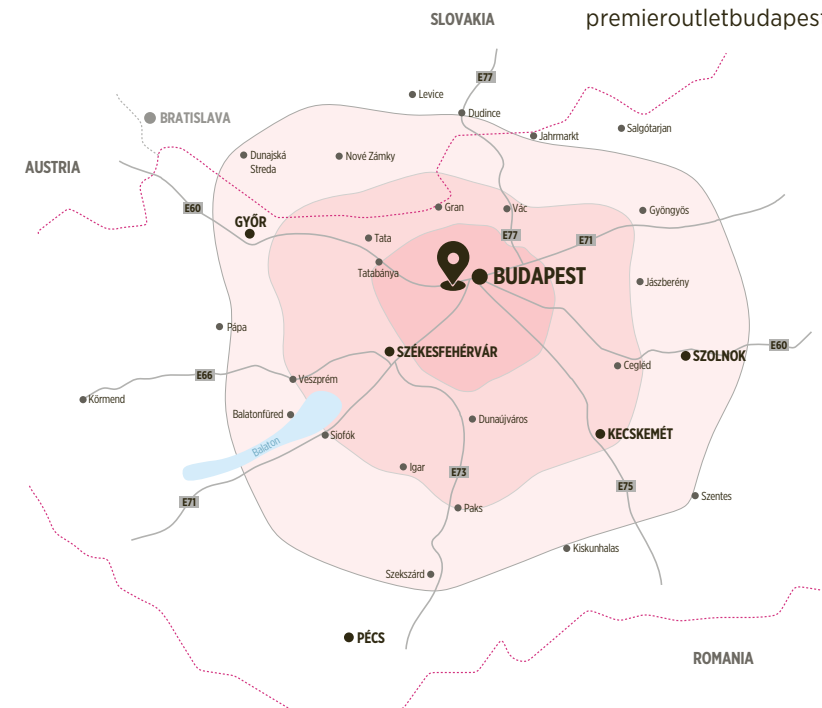 SLOVAKIA
premieroutletbudapest
E77
Levice
Dudince
BRATISLAVA
Jahrmarkt
Salgótarjan
AUSTRIA
Dunajská
Streda
Nové Zámky
E60
GYŐR
Gran
Vác
Gyöngyös
Tata
E77
E71
Tatabánya
BUDAPEST
Jászberény
Pápa
SZÉKESFEHÉRVÁR
SZOLNOK
E60
E66
Veszprém
Cegléd
Körmend
Balatonfüred
Dunaújváros
Siofók
KECSKEMÉT
Balaton
Igar
E73
E75
E71
Paks
Szentes
Kiskunhalas
Szekszárd
PÉCS
ROMANIA